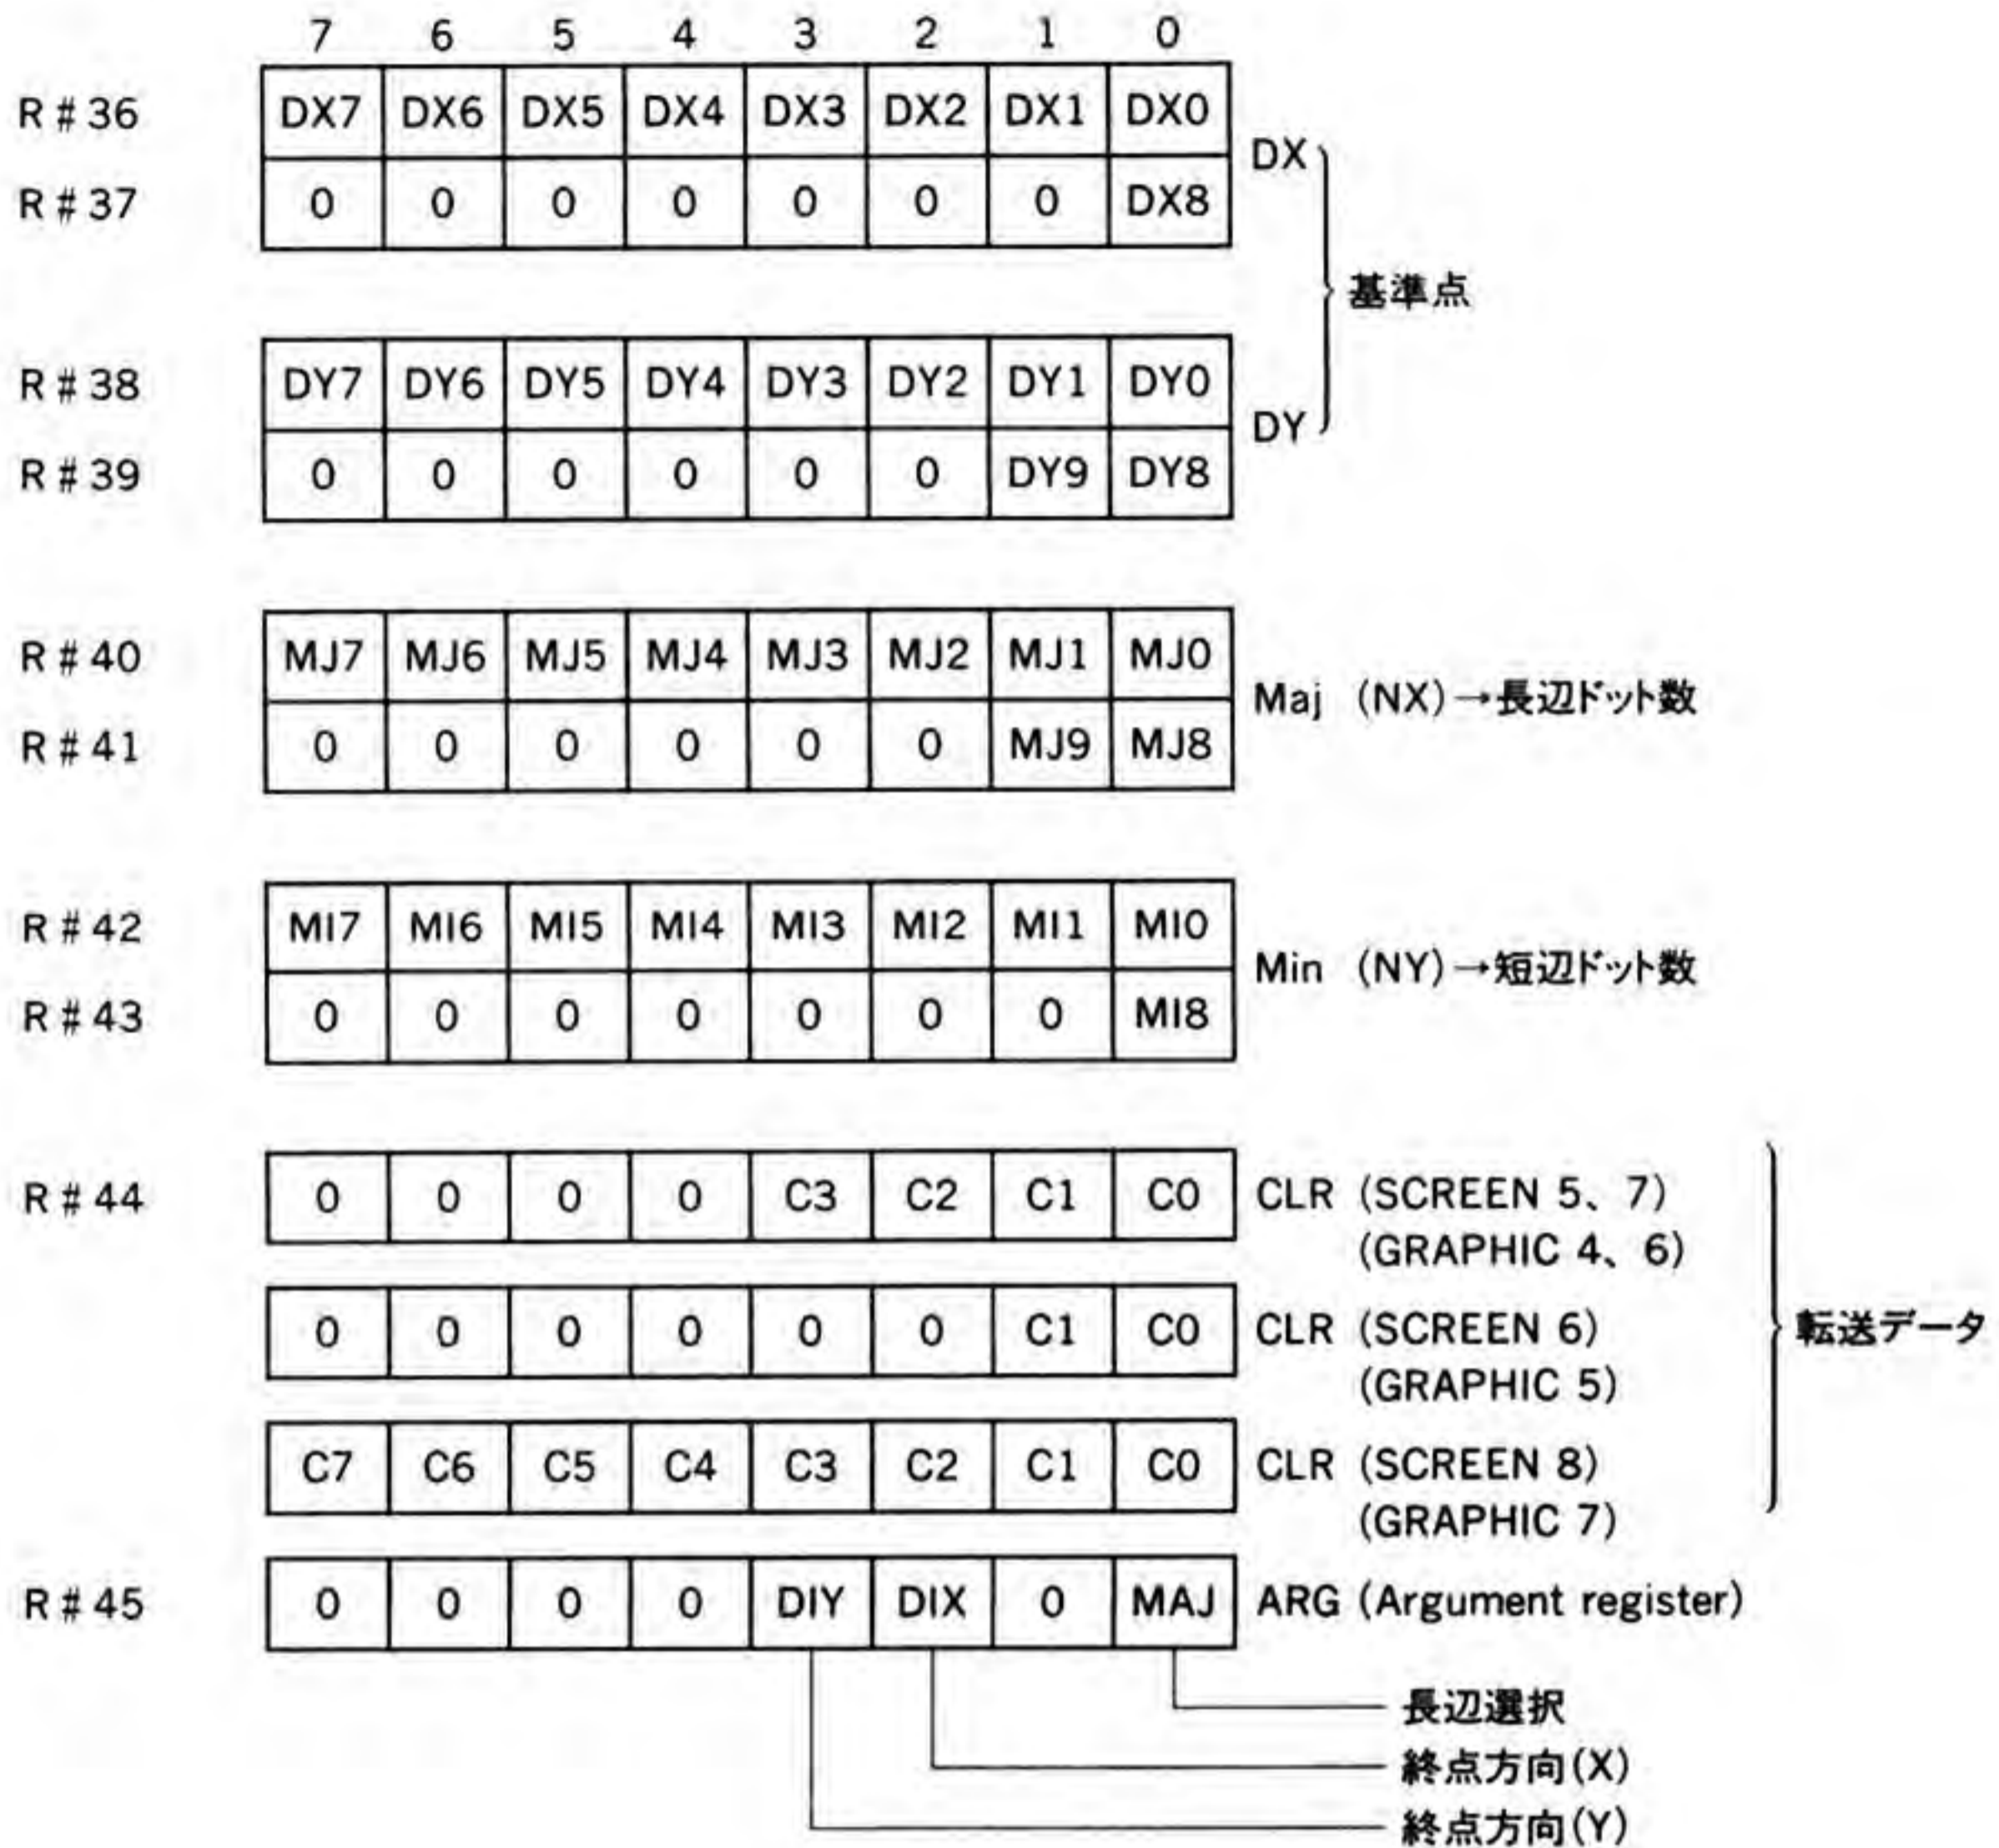 7 6 5 4 3 2 1 0
R#36 DX7 DX6 DX5 DX4 DX3 DX2 DX1 DX0
DX
R#37 0 0 0 0 0 0 0 DX8
基準点
R#38 DY7 DY6 DY5 DY4 DY3 DY2 DY1 DY0
DY
R#39 0 0 0 0 0 0 DY9 DY8
R#40 MJ7 MJ6 MJ5 MJ4 MJ3 MJ2 MJ1 MJ0
Maj (NX)→長辺ドット数
R#41 0 0 0 0 0 0 MJ9 MJ8
R#42 MI7 MI6 MI5 MI4 MI3 MI2 MI1 MI0
Min (NY)→短辺ドット数
R#43 0 0 0 0 0 0 0 MI8
R#44 0 0 0 0 C3 C2 C1 C0 CLR (SCREEN 5、7)
(GRAPHIC 4、6)
0 0 0 0 0 0 C1 C0 CLR (SCREEN 6)
転送データ
(GRAPHIC 5)
C7 C6 C5 C4 C3 C2 C1 C0 CLR (SCREEN 8)
(GRAPHIC 7)
R#45 0 0 0 0 DIY DIX 0 MAJ ARG (Argument register)
長辺選択
終点方向(X)
終点方向(Y)